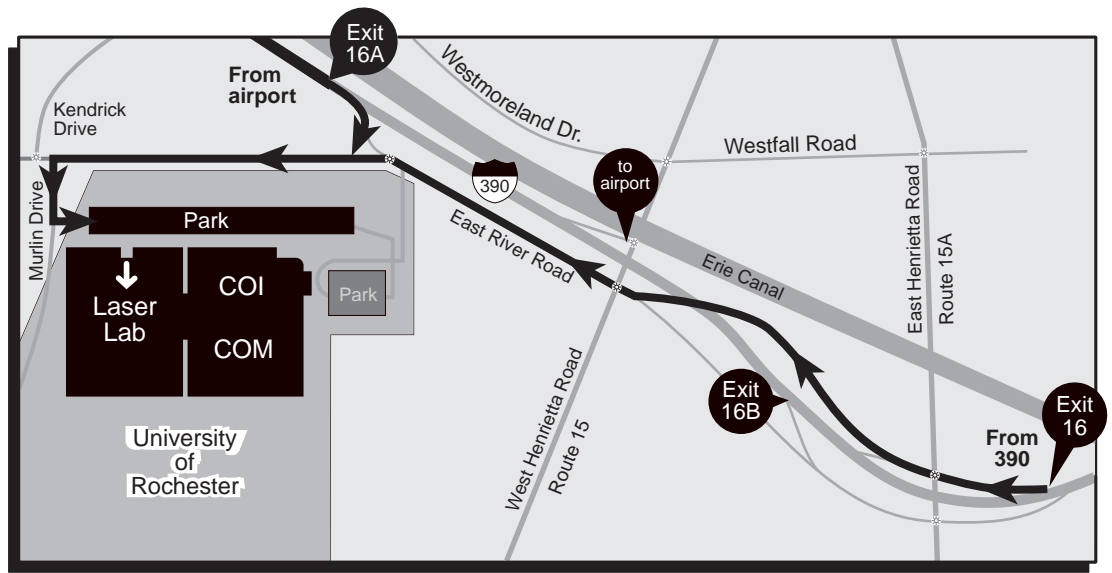 Exit
16A
From
airport
Kendrick
Drive
Westmoreland Dr.
Westfall Road
to
airport
390
East River Road
Erie Canal
East Henrietta Road
Route 15A
Murlin Drive
Park
Park
Laser
Lab
COI
COM
Exit
16B
Exit
16
From
390
West Henrietta Road
Route 15
University
of
Rochester